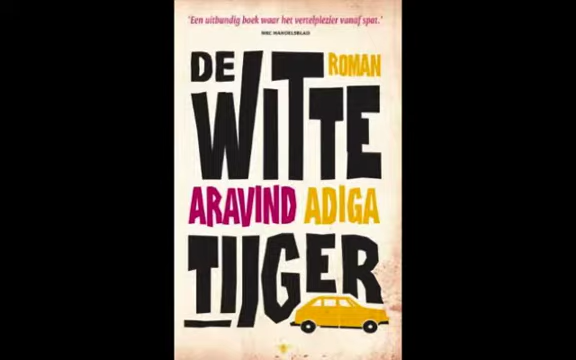 'Een uitbundig boek waar het vertelplezier vanaf spat.'
NRC HANDELSBLAD
DE
ROMAN
WITTE
ARAVIND ADIGA
TIJGER